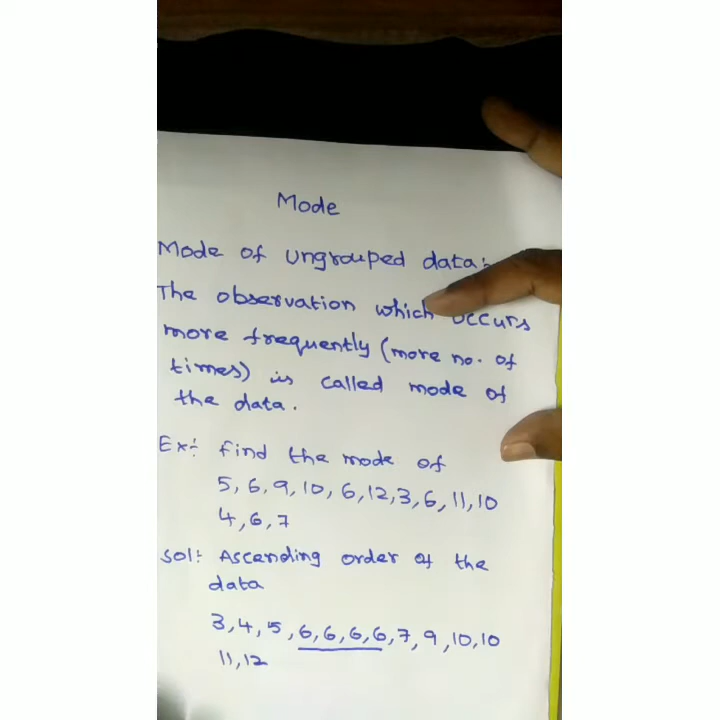 Mode
Mode of ungrouped data:
The observation which occurs
more frequently (more no. of
times) is called mode of
the data.
Ex: find the mode of
5, 6, 9, 10, 6, 12, 3, 6, 11, 10
4, 6, 7
Sol: Ascending order of the
data
3, 4, 5, 6, 6, 6, 6, 7, 9, 10, 10
11, 12